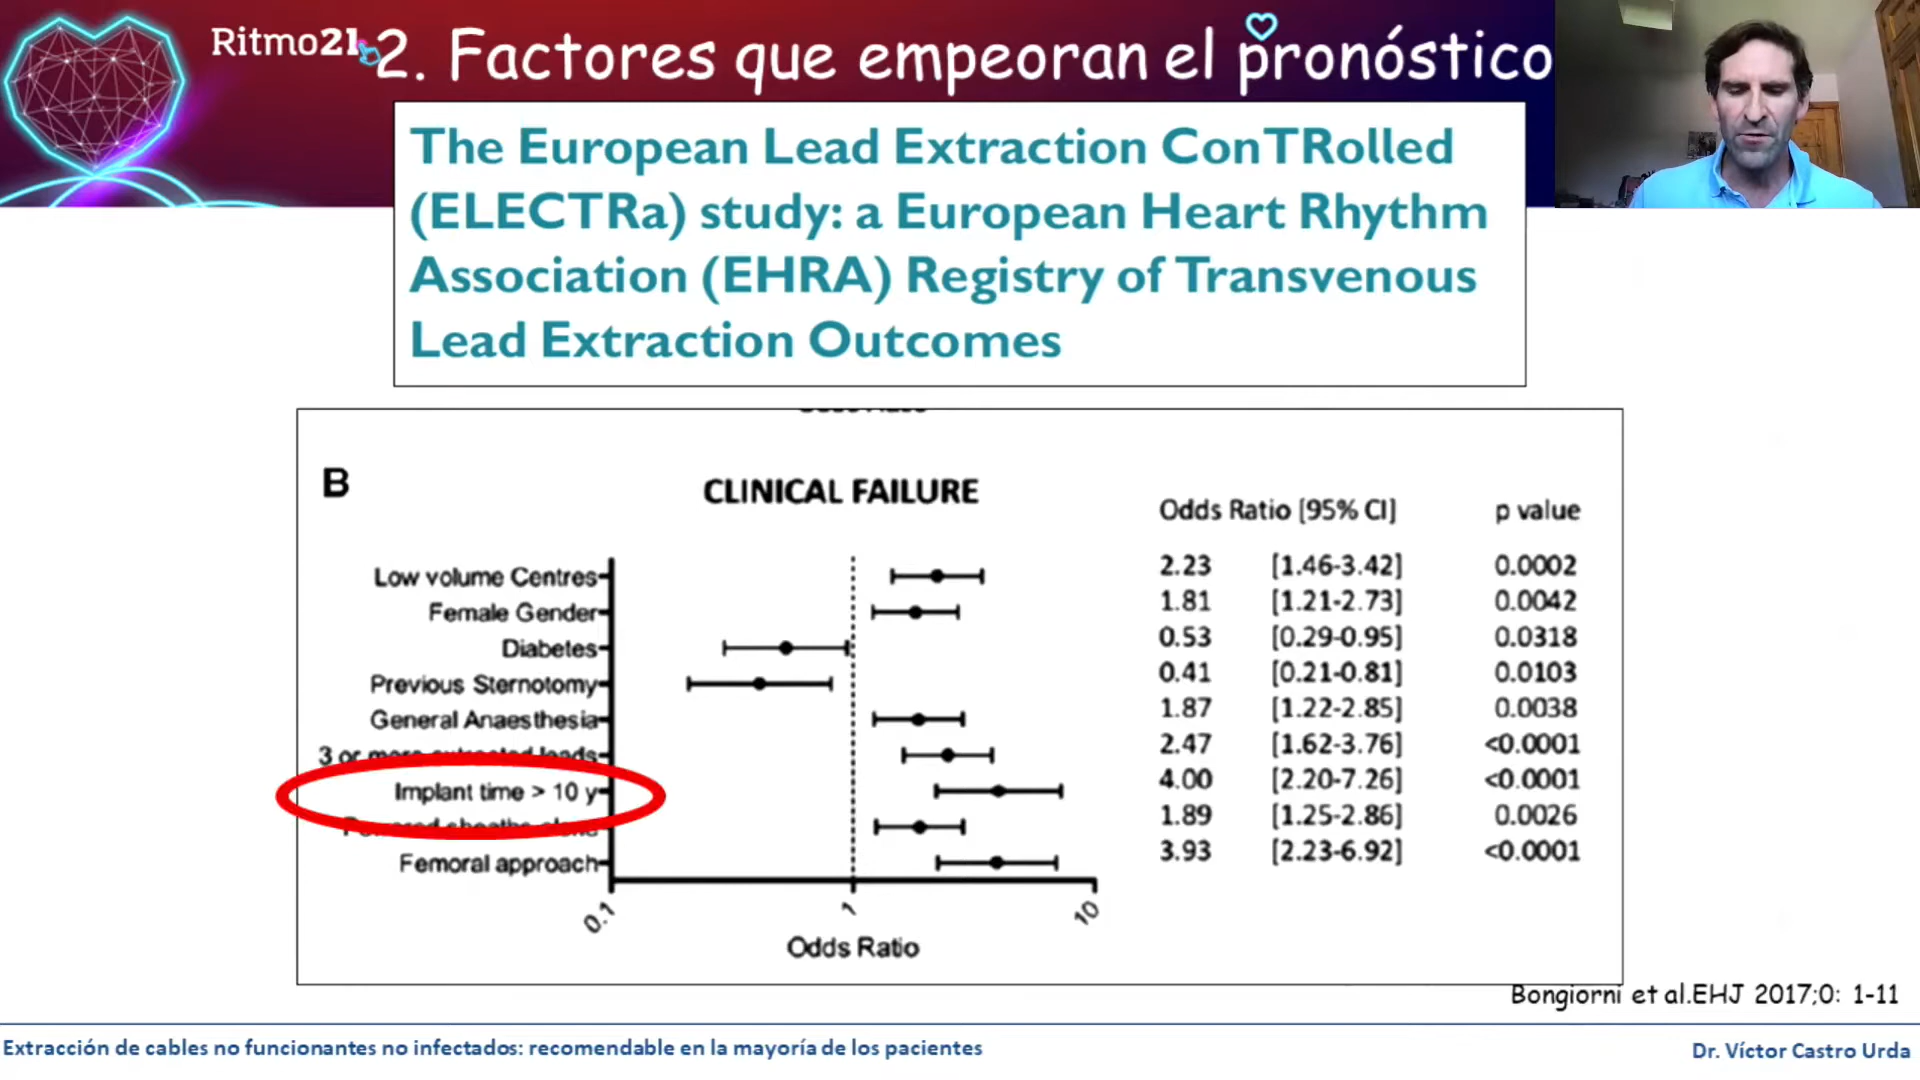 Ritmo21
2. Factores que empeoran el pronóstico
The European Lead Extraction ConTRolled
(ELECTRa) study: a European Heart Rhythm
Association (EHRA) Registry of Transvenous
Lead Extraction Outcomes
B
CLINICAL FAILURE
Odds Ratio [95% CI] p value
Low volume Centres 2.23 [1.46-3.42] 0.0002
Female Gender 1.81 [1.21-2.73] 0.0042
Diabetes 0.53 [0.29-0.95] 0.0318
Previous Sternotomy 0.41 [0.21-0.81] 0.0103
General Anaesthesia 1.87 [1.22-2.85] 0.0038
3 or more extracted leads 2.47 [1.62-3.76] <0.0001
Implant time > 10 y 4.00 [2.20-7.26] <0.0001
Powered sheaths 1.89 [1.25-2.86] 0.0026
Femoral approach 3.93 [2.23-6.92] <0.0001
0.1 1 10
Odds Ratio
Bongiorni et al.EHJ 2017;0: 1-11
Extracción de cables no funcionantes no infectados: recomendable en la mayoría de los pacientes
Dr. Víctor Castro Urda